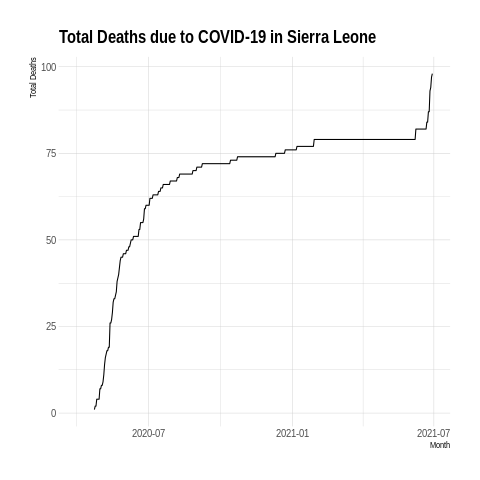 Total Deaths due to COVID-19 in Sierra Leone
Total Deaths
100
75
50
25
0
2020-07
2021-01
2021-07
Month